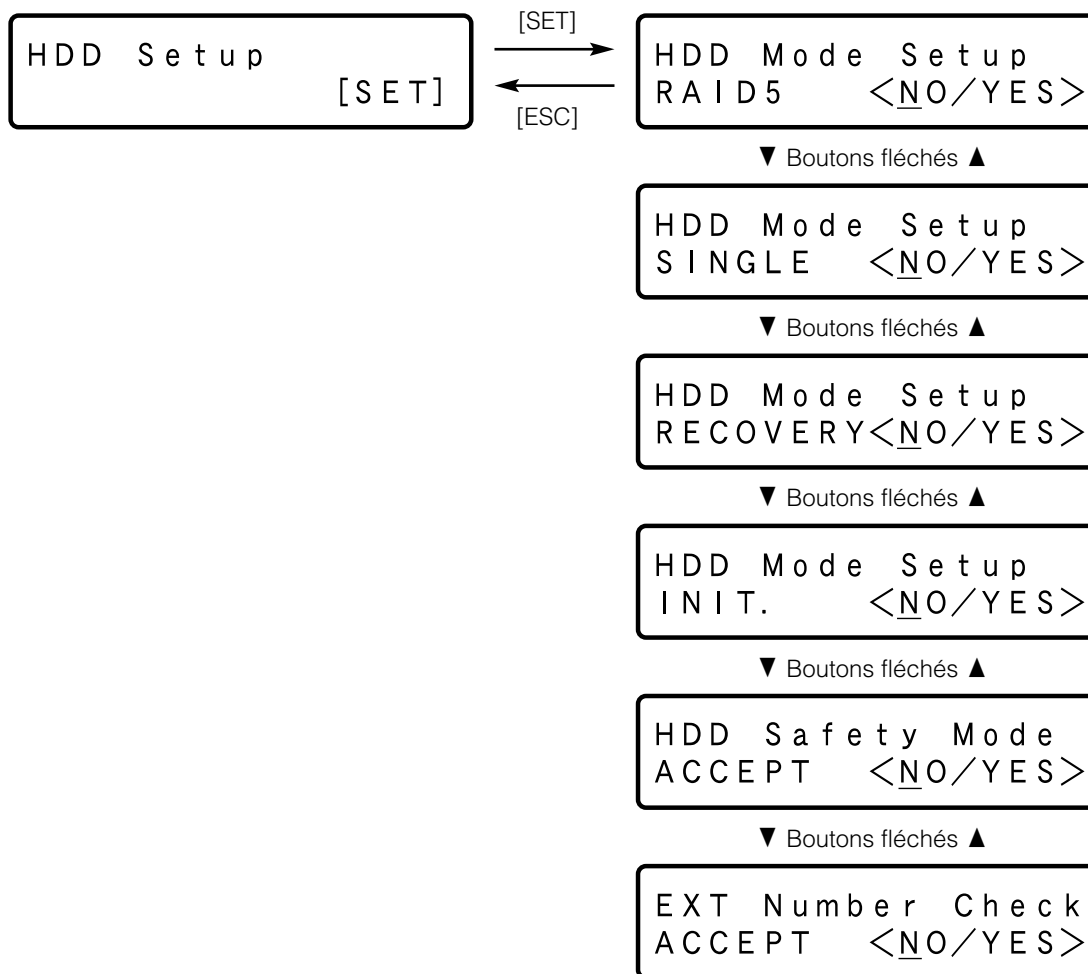 HDD Setup
[SET]
[SET]
[ESC]
HDD Mode Setup
RAID5 <NO/YES>
▼ Boutons fléchés ▲
HDD Mode Setup
SINGLE <NO/YES>
▼ Boutons fléchés ▲
HDD Mode Setup
RECOVERY<NO/YES>
▼ Boutons fléchés ▲
HDD Mode Setup
INIT. <NO/YES>
▼ Boutons fléchés ▲
HDD Safety Mode
ACCEPT <NO/YES>
▼ Boutons fléchés ▲
EXT Number Check
ACCEPT <NO/YES>